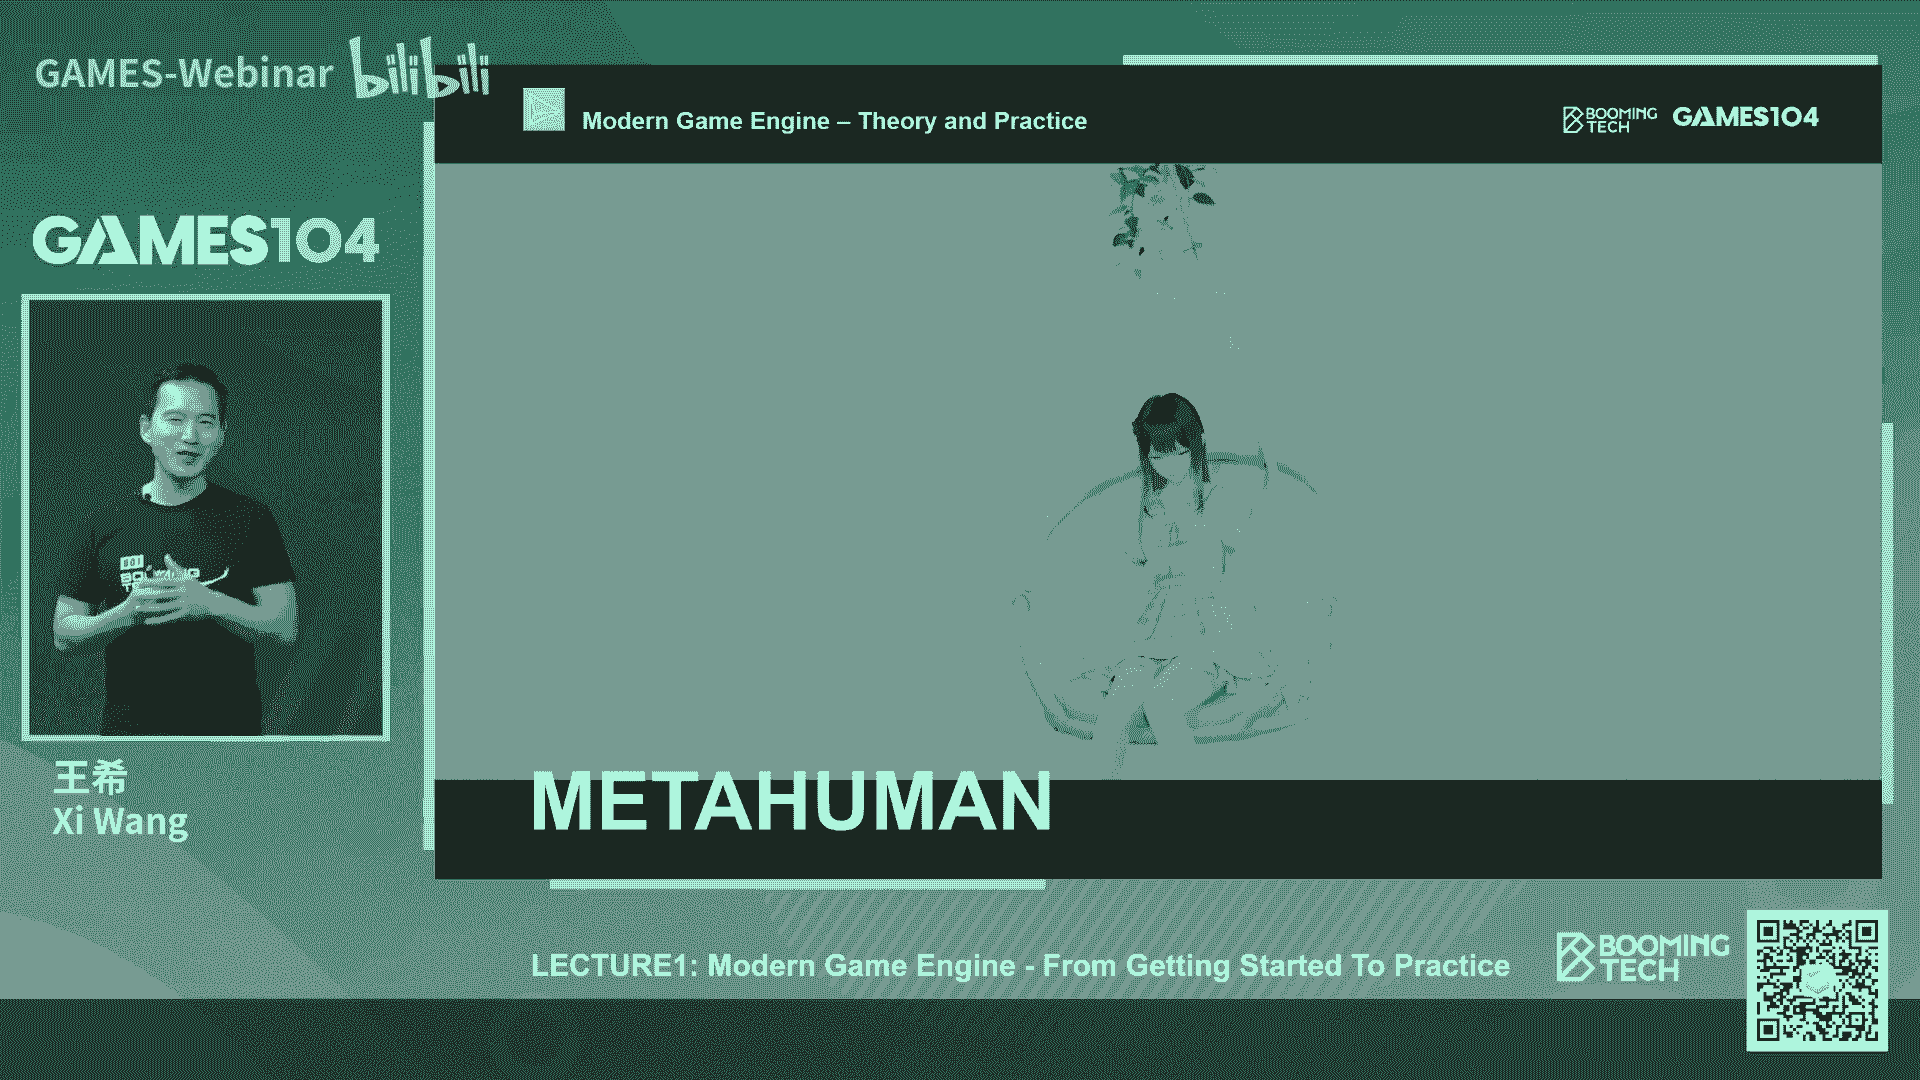 GAMES-Webinar bilibili
Modern Game Engine – Theory and Practice
BOOMING
TECH
GAMES104
GAMES104
王希
Xi Wang
METAHUMAN
LECTURE1: Modern Game Engine - From Getting Started To Practice
BOOMING
TECH